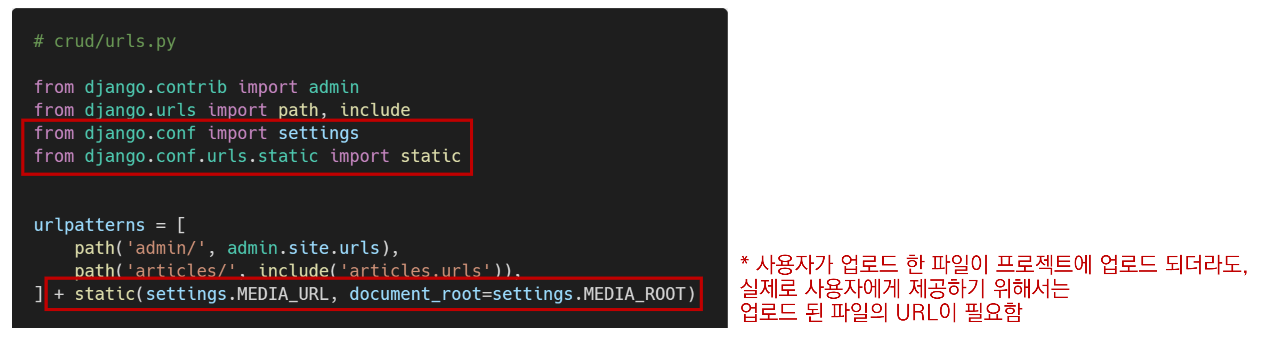 # crud/urls.py
from django.contrib import admin
from django.urls import path, include
from django.conf import settings
from django.conf.urls.static import static
urlpatterns = [
    path('admin/', admin.site.urls),
    path('articles/', include('articles.urls')),
] + static(settings.MEDIA_URL, document_root=settings.MEDIA_ROOT)
* 사용자가 업로드 한 파일이 프로젝트에 업로드 되더라도,
실제로 사용자에게 제공하기 위해서는
업로드 된 파일의 URL이 필요함